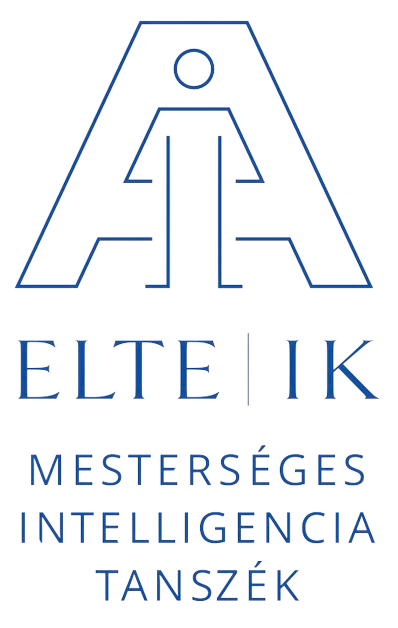 ELTE | IK
MESTERSÉGES
INTELLIGENCIA
TANSZÉK